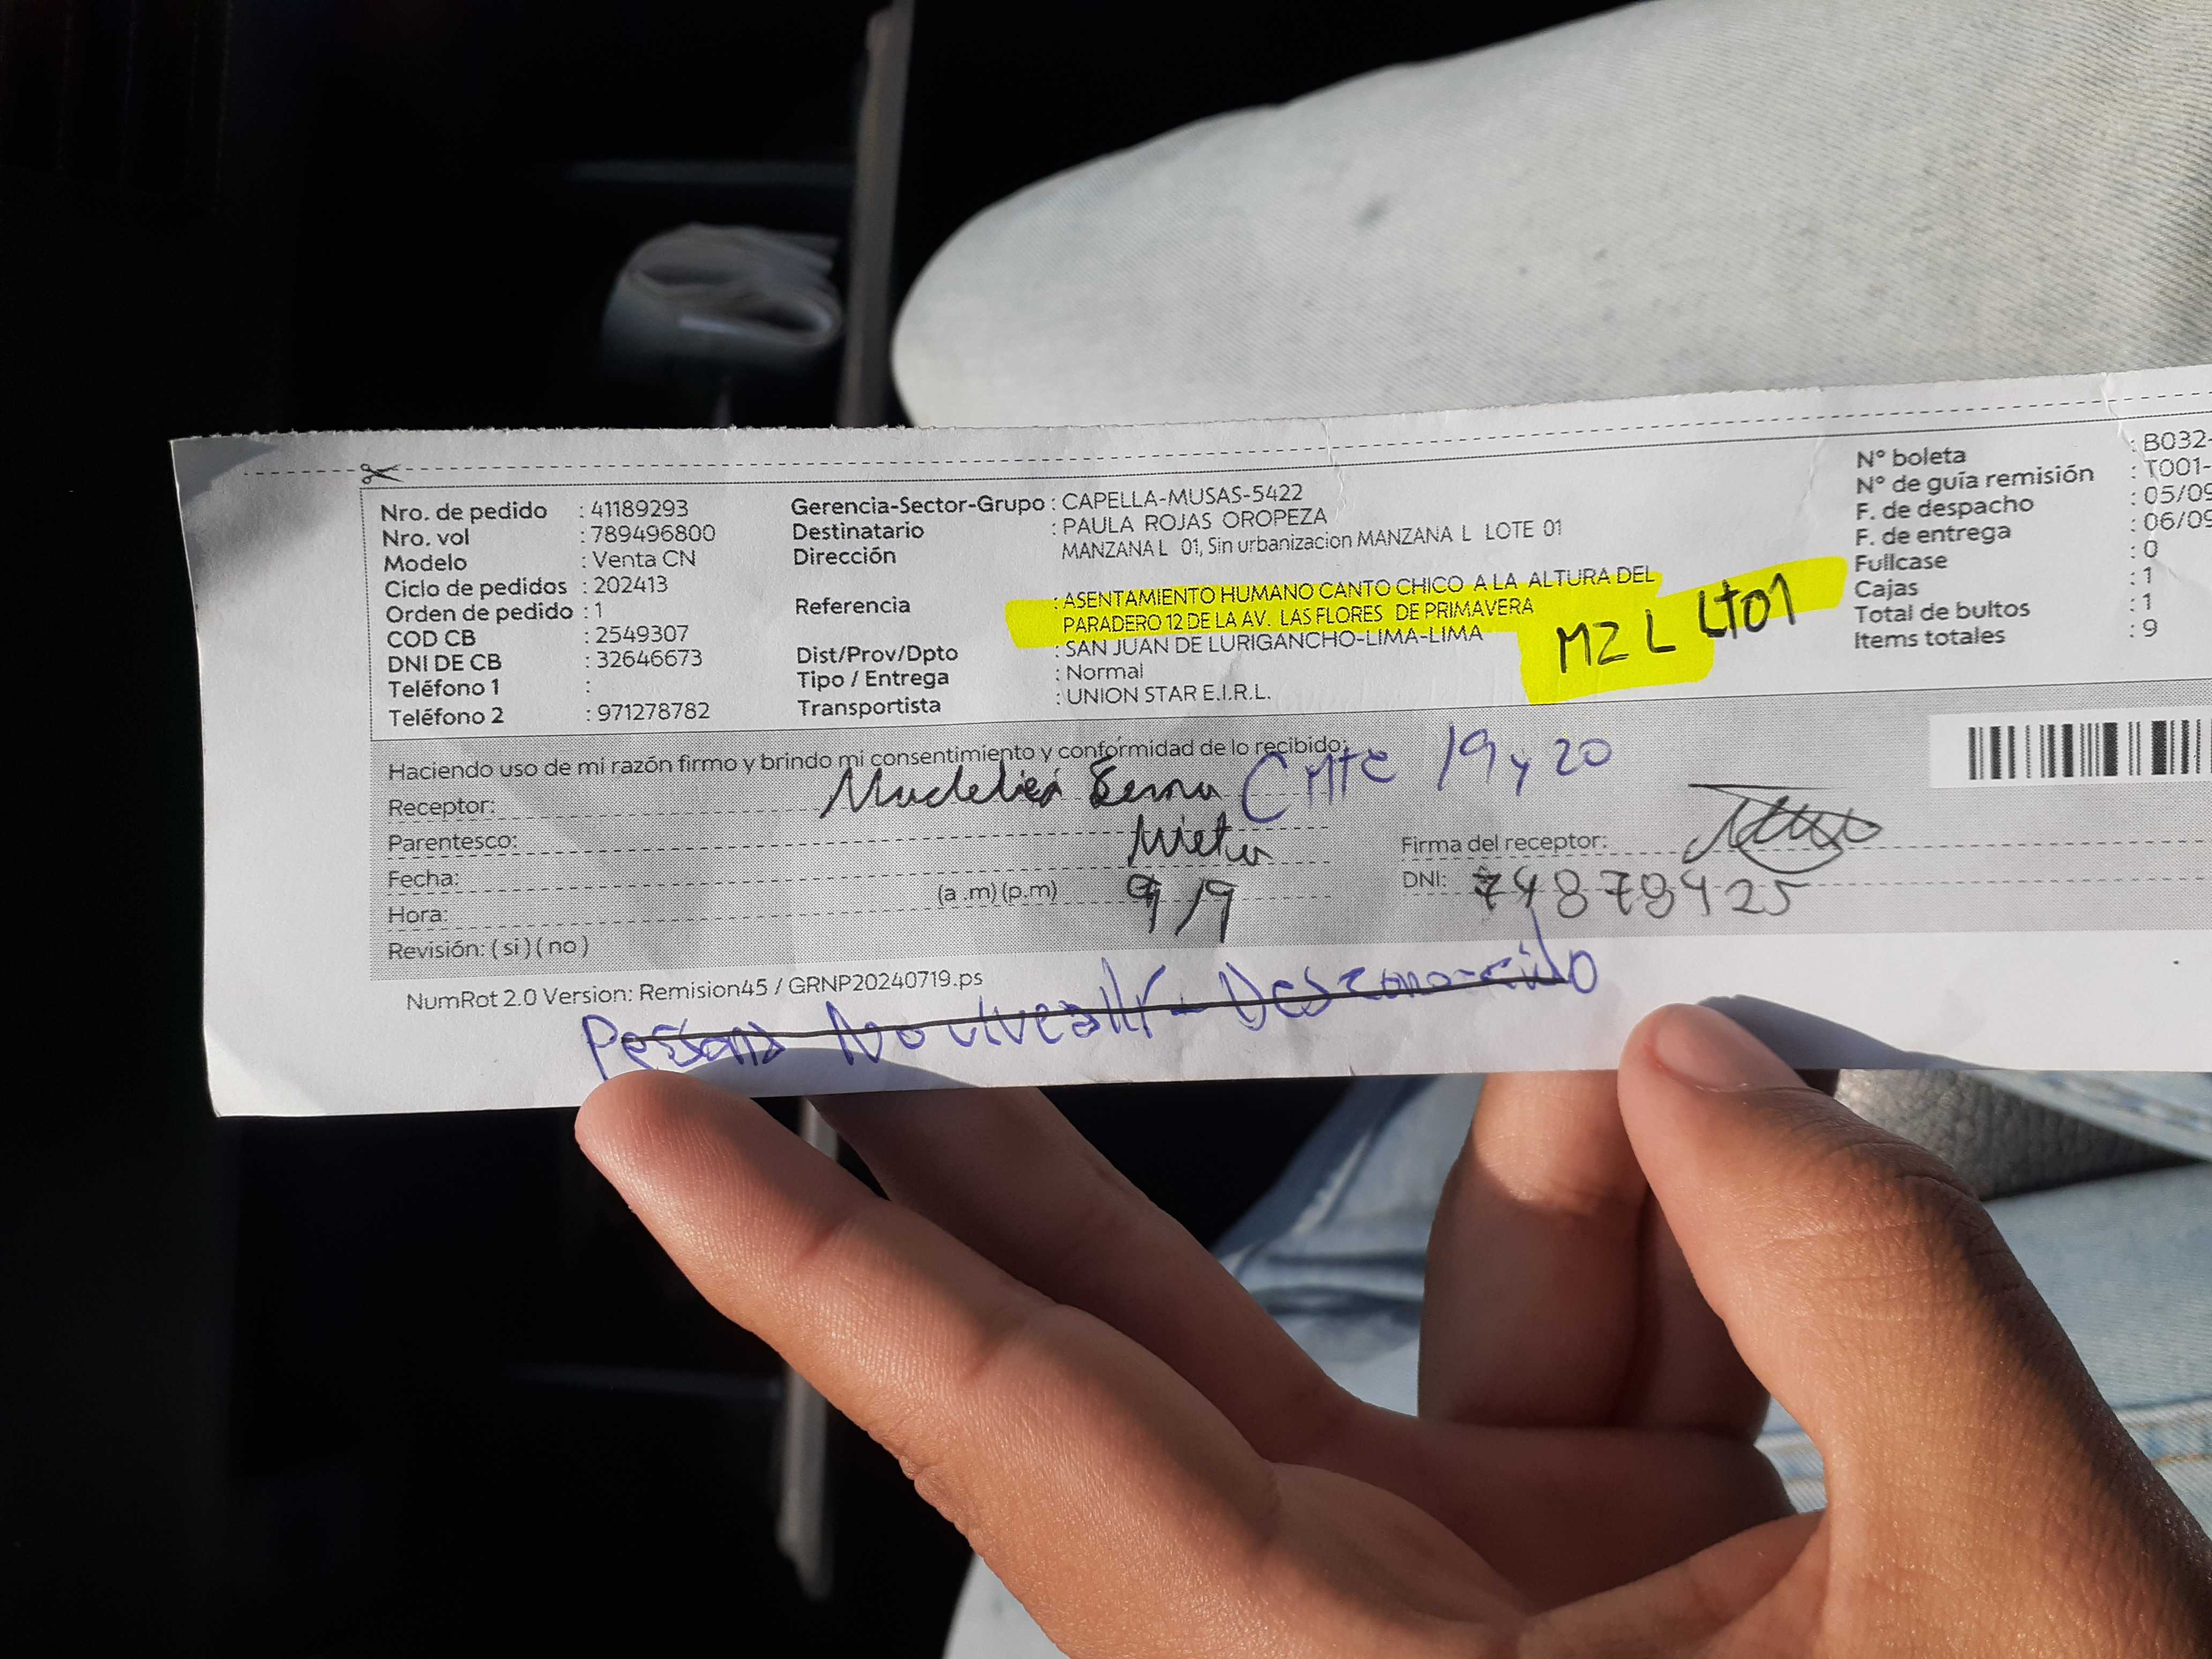 Nro. de pedido : 41189293
Nro. vol : 789496800
Modelo : Venta CN
Ciclo de pedidos : 202413
Orden de pedido : 1
COD CB : 2549307
DNI DE CB : 32646673
Teléfono 1 :
Teléfono 2 : 971278782
Gerencia-Sector-Grupo : CAPELLA-MUSAS-5422
Destinatario : PAULA ROJAS OROPEZA
Dirección MANZANA L 01, Sin urbanizacion MANZANA L LOTE 01
Referencia : ASENTAMIENTO HUMANO CANTO CHICO A LA ALTURA DEL
PARADERO 12 DE LA AV. LAS FLORES DE PRIMAVERA
Dist/Prov/Dpto : SAN JUAN DE LURIGANCHO-LIMA-LIMA
Tipo / Entrega : Normal
Transportista : UNION STAR E.I.R.L.
MZ L Lt01
N° boleta : B032-
N° de guía remisión : T001-
F. de despacho : 05/09
F. de entrega : 06/09
Fullcase : 0
Cajas : 1
Total de bultos : 1
Items totales : 9
Haciendo uso de mi razón firmo y brindo mi consentimiento y conformidad de lo recibido:
19 y 20
Receptor:
Parentesco: Nieta
Fecha:
Hora: (a .m) (p.m) 9/9
Revisión: ( si ) ( no )
Firma del receptor:
DNI: 74878425
NumRot 2.0 Version: Remision45 / GRNP20240719.ps
Persona No vive allí - Desconocido